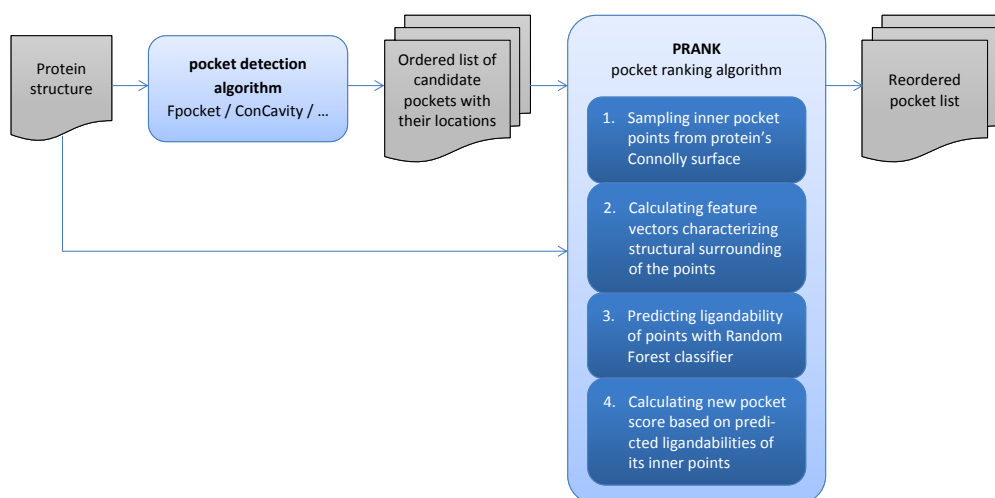 Protein
structure
pocket detection
algorithm
Fpocket / ConCavity / …
Ordered list of
candidate
pockets with
their locations
PRANK
pocket ranking algorithm
1. Sampling inner pocket
points from protein’s
Connolly surface
2. Calculating feature
vectors characterizing
structural surrounding
of the points
3. Predicting ligandability
of points with Random
Forest classifier
4. Calculating new pocket
score based on predi-
cted ligandabilities of
its inner points
Reordered
pocket list